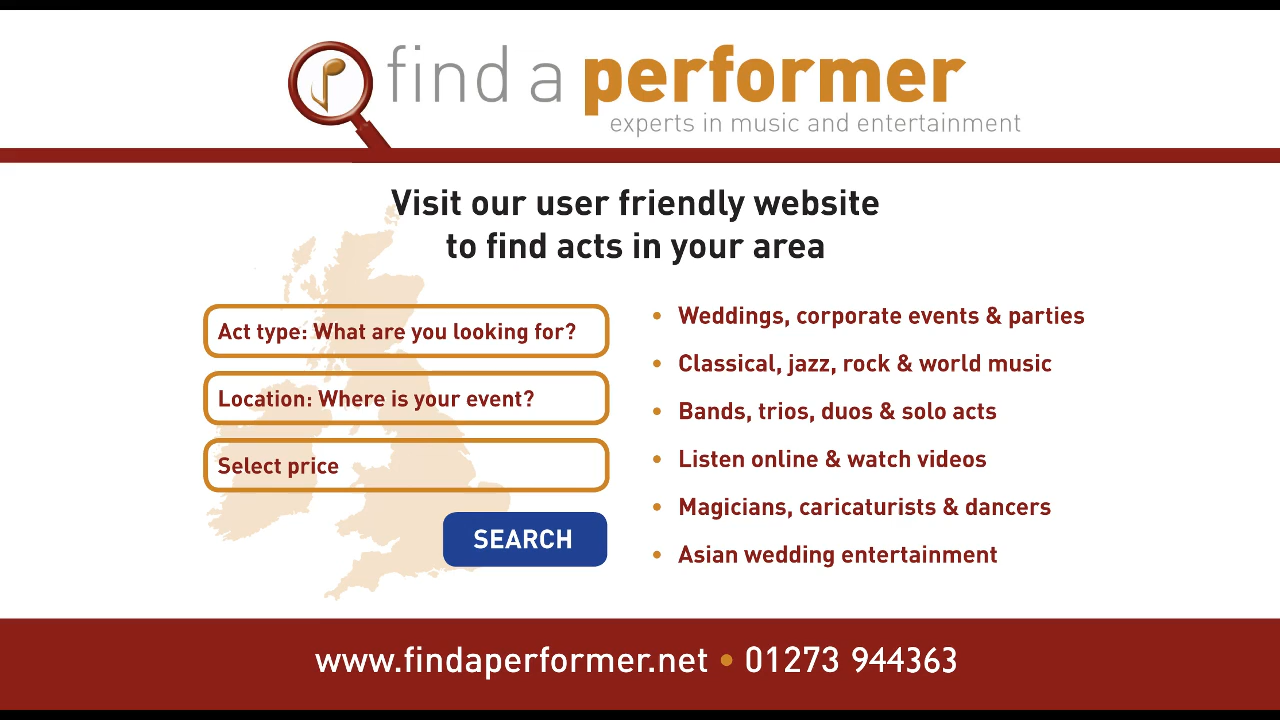 find a performer
experts in music and entertainment
Visit our user friendly website
to find acts in your area
Act type: What are you looking for?
Location: Where is your event?
Select price
SEARCH
• Weddings, corporate events & parties
• Classical, jazz, rock & world music
• Bands, trios, duos & solo acts
• Listen online & watch videos
• Magicians, caricaturists & dancers
• Asian wedding entertainment
www.findaperformer.net • 01273 944363